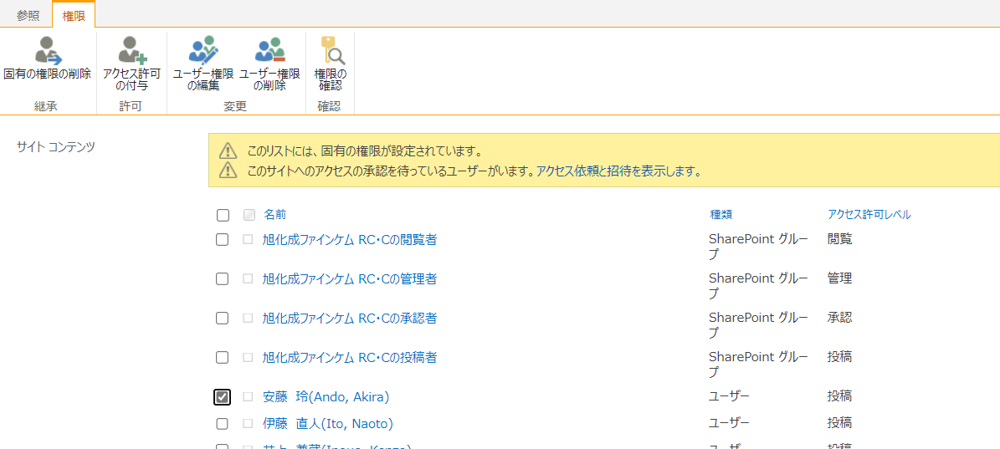 参照 権限
固有の権限の削除 アクセス許可の付与 ユーザー権限の編集 ユーザー権限の削除 権限の確認
継承 許可 変更 確認
サイト コンテンツ
このリストには、固有の権限が設定されています。
このサイトへのアクセスの承認を待っているユーザーがいます。アクセス依頼と招待を表示します。
名前 種類 アクセス許可レベル
旭化成ファインケム RC・Cの閲覧者 SharePoint グループ 閲覧
旭化成ファインケム RC・Cの管理者 SharePoint グループ 管理
旭化成ファインケム RC・Cの承認者 SharePoint グループ 承認
旭化成ファインケム RC・Cの投稿者 SharePoint グループ 投稿
安藤 玲(Ando, Akira) ユーザー 投稿
伊藤 直人(Ito, Naoto) ユーザー 投稿